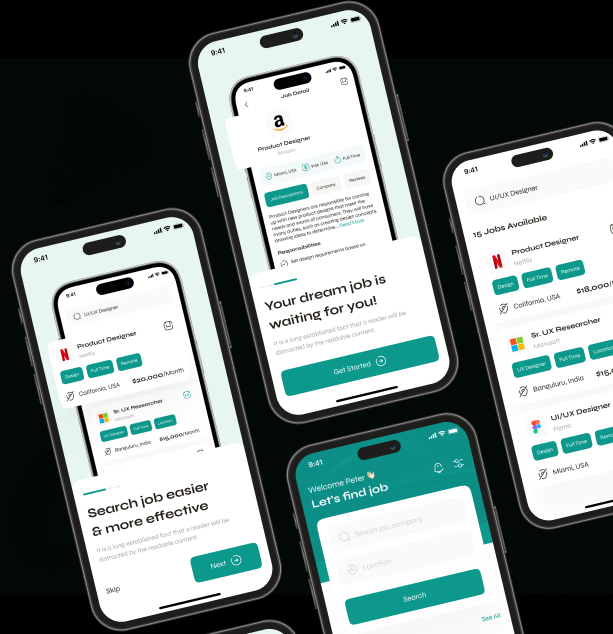 9:41
9:41
Job Detail
a
Product Designer
Amazon
Miami, USA
Full Time
Job Descriptions
Company
Reviews
Product Designers are responsible for coming
up with new product designs that meet the
needs and wants of consumers. They will have
many duties, such as creating design concepts,
drawing ideas to determine... Read More
Responsibilities
Set design requirements based on
Your dream job is
waiting for you!
It is a long established fact that a reader will be
distracted by the readable content.
Get Started
9:41
UI/UX Designer
15 Jobs Available
Product Designer
Netflix
Design
Full Time
Remote
California, USA
$18,000/
Sr. UX Researcher
Microsoft
UX Designer
Full Time
Banguluru, India
UI/UX Designer
Figma
Design
Full Time
Miami, USA
9:41
9:41
UI/UX Designer
Product Designer
Netflix
Design
Full Time
Remote
California, USA
$20,000/Month
Sr. UX Researcher
Microsoft
UX Designer
Full Time
Location
Banguluru, India
$15,000/Month
Search job easier
& more effective
It is a long established fact that a reader will be
distracted by the readable content.
Skip
Next
9:41
Welcome Peter
Let's find job
Search job, company
Location
Search
See All